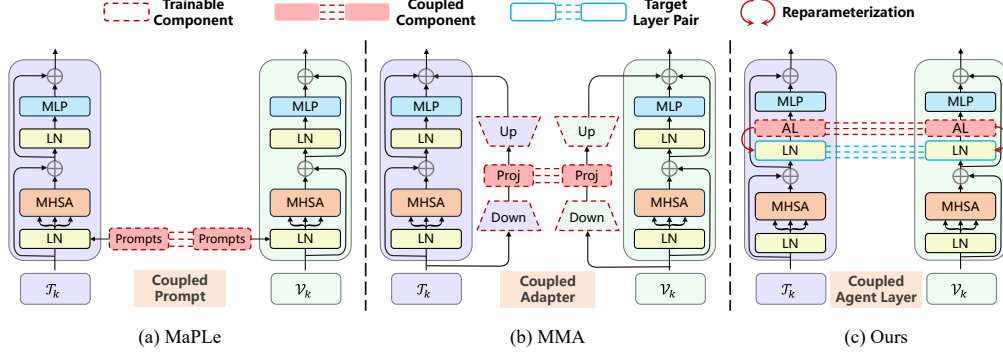 Trainable Component
Coupled Component
Target Layer Pair
Reparameterization
MLP
LN
MHSA
LN
𝒯k
Prompts
Prompts
Coupled Prompt
MLP
LN
MHSA
LN
𝒱k
(a) MaPLe
MLP
LN
MHSA
LN
𝒯k
Up
Proj
Down
Up
Proj
Down
Coupled Adapter
MLP
LN
MHSA
LN
𝒱k
(b) MMA
MLP
AL
LN
MHSA
LN
𝒯k
Coupled Agent Layer
MLP
AL
LN
MHSA
LN
𝒱k
(c) Ours